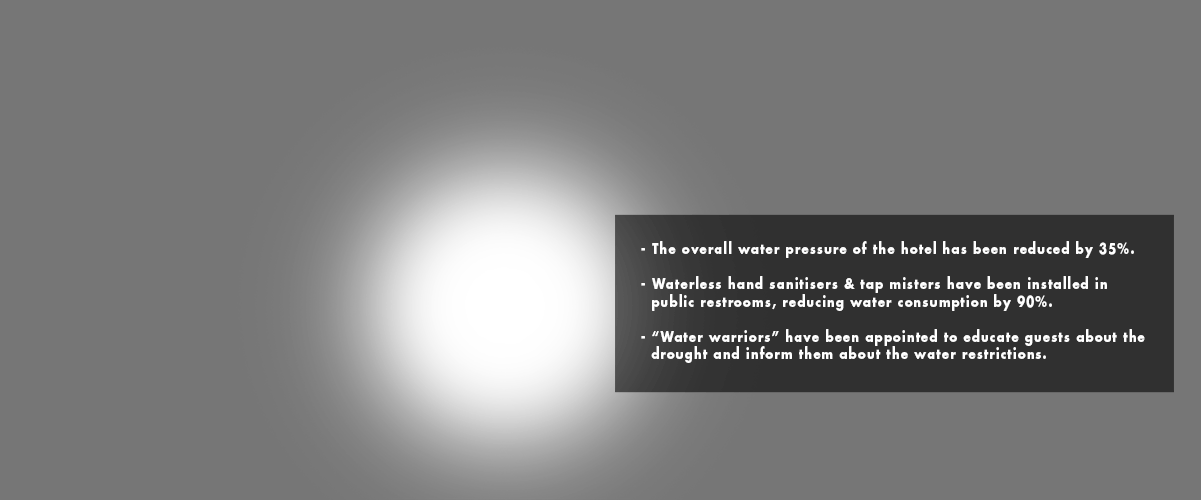 - The overall water pressure of the hotel has been reduced by 35%.
- Waterless hand sanitisers & tap misters have been installed in
public restrooms, reducing water consumption by 90%.
- “Water warriors” have been appointed to educate guests about the
drought and inform them about the water restrictions.